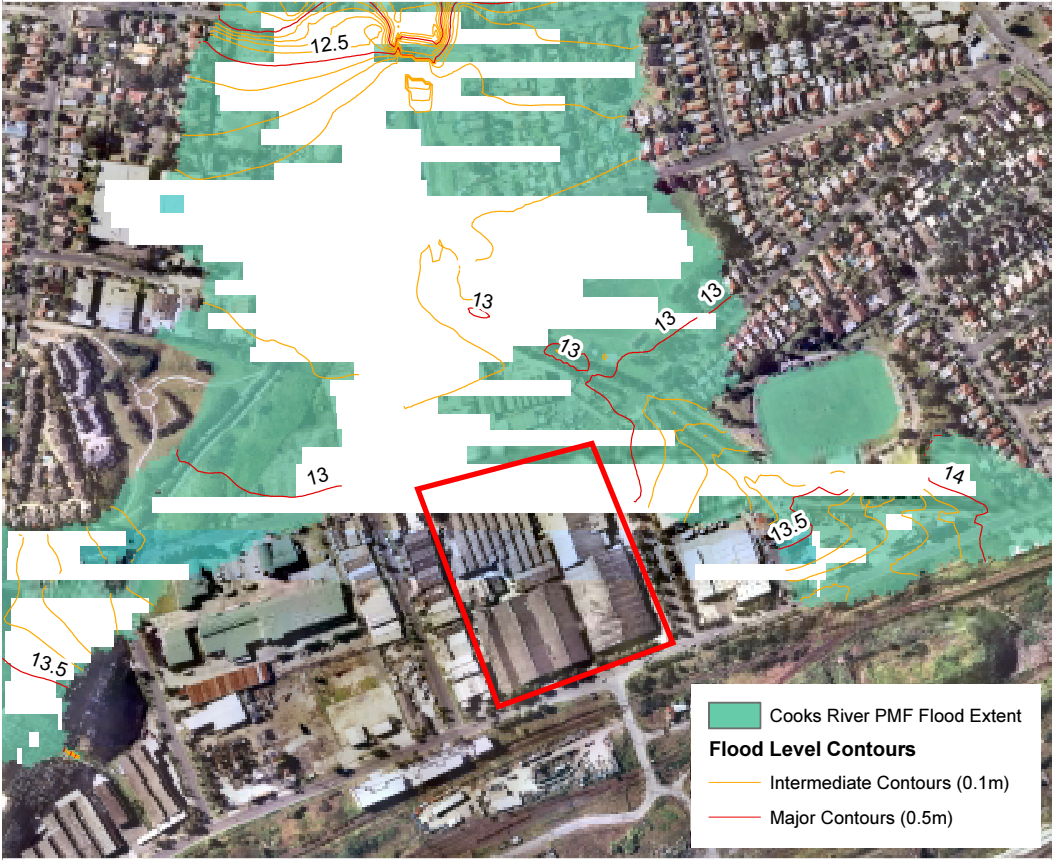 12.5
13
13
13
13
13
14
13.5
13.5
Cooks River PMF Flood Extent
Flood Level Contours
Intermediate Contours (0.1m)
Major Contours (0.5m)